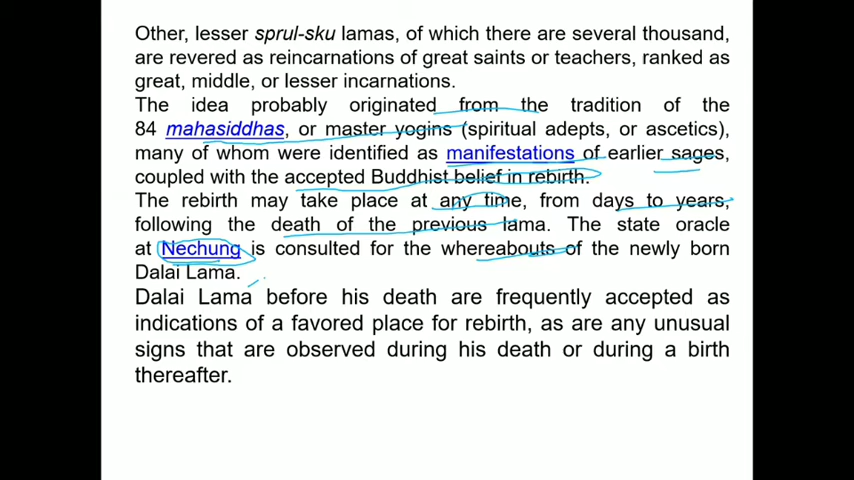 Other, lesser sprul-sku lamas, of which there are several thousand,
are revered as reincarnations of great saints or teachers, ranked as
great, middle, or lesser incarnations.
The idea probably originated from the tradition of the
84 mahasiddhas, or master yogins (spiritual adepts, or ascetics),
many of whom were identified as manifestations of earlier sages,
coupled with the accepted Buddhist belief in rebirth.
The rebirth may take place at any time, from days to years,
following the death of the previous lama. The state oracle
at Nechung is consulted for the whereabouts of the newly born
Dalai Lama.
Dalai Lama before his death are frequently accepted as
indications of a favored place for rebirth, as are any unusual
signs that are observed during his death or during a birth
thereafter.